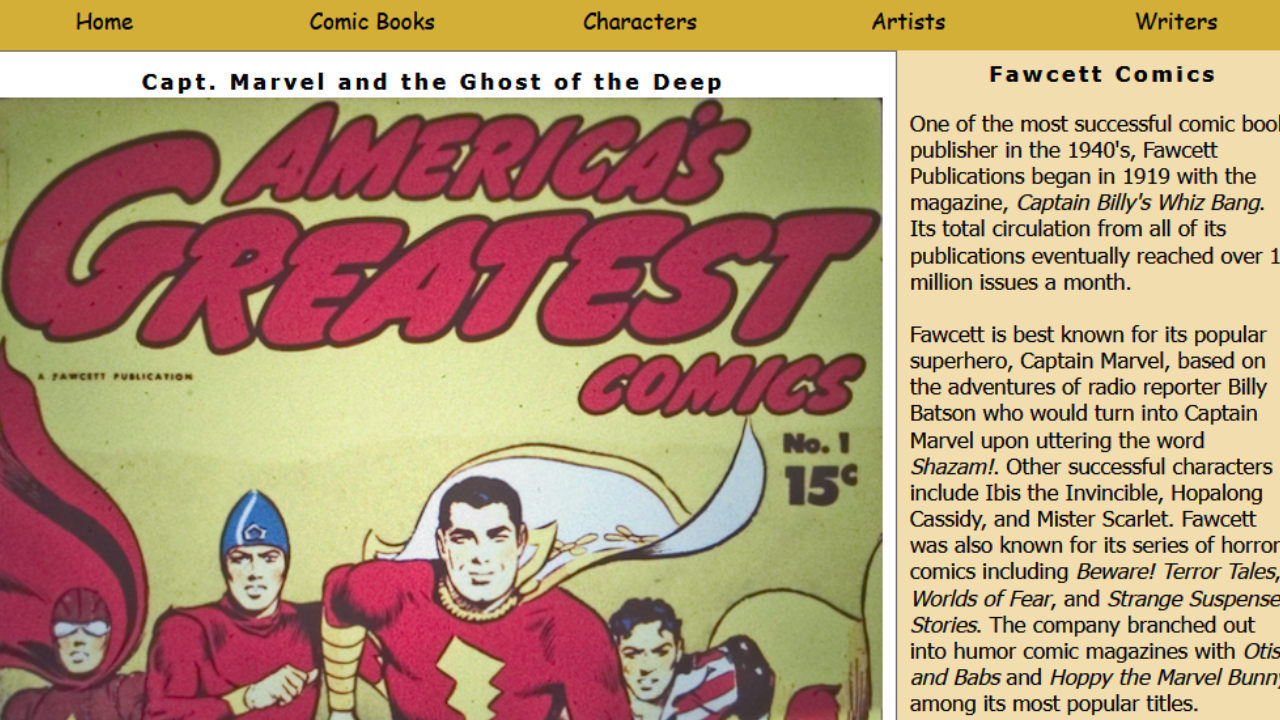 Home Comic Books Characters Artists Writers
Capt. Marvel and the Ghost of the Deep
AMERICA'S
GREATEST
COMICS
A FAWCETT PUBLICATION
No. 1
15¢
Fawcett Comics
One of the most successful comic book
publisher in the 1940's, Fawcett
Publications began in 1919 with the
magazine, Captain Billy's Whiz Bang.
Its total circulation from all of its
publications eventually reached over 1
million issues a month.
Fawcett is best known for its popular
superhero, Captain Marvel, based on
the adventures of radio reporter Billy
Batson who would turn into Captain
Marvel upon uttering the word
Shazam!. Other successful characters
include Ibis the Invincible, Hopalong
Cassidy, and Mister Scarlet. Fawcett
was also known for its series of horror
comics including Beware! Terror Tales,
Worlds of Fear, and Strange Suspense
Stories. The company branched out
into humor comic magazines with Otis
and Babs and Hoppy the Marvel Bunny
among its most popular titles.